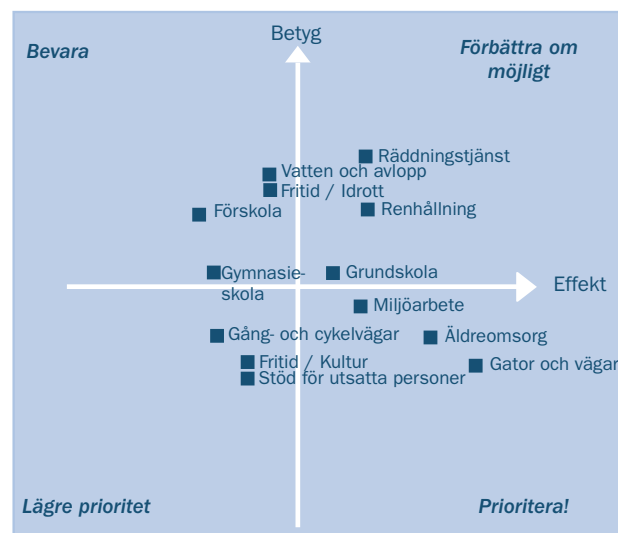 Betyg
Bevara
Förbättra om
möjligt
Räddningstjänst
Vatten och avlopp
Fritid / Idrott
Förskola
Renhållning
Gymnasie-
skola
Grundskola
Effekt
Miljöarbete
Gång- och cykelvägar
Äldreomsorg
Fritid / Kultur
Gator och vägar
Stöd för utsatta personer
Lägre prioritet
Prioritera!